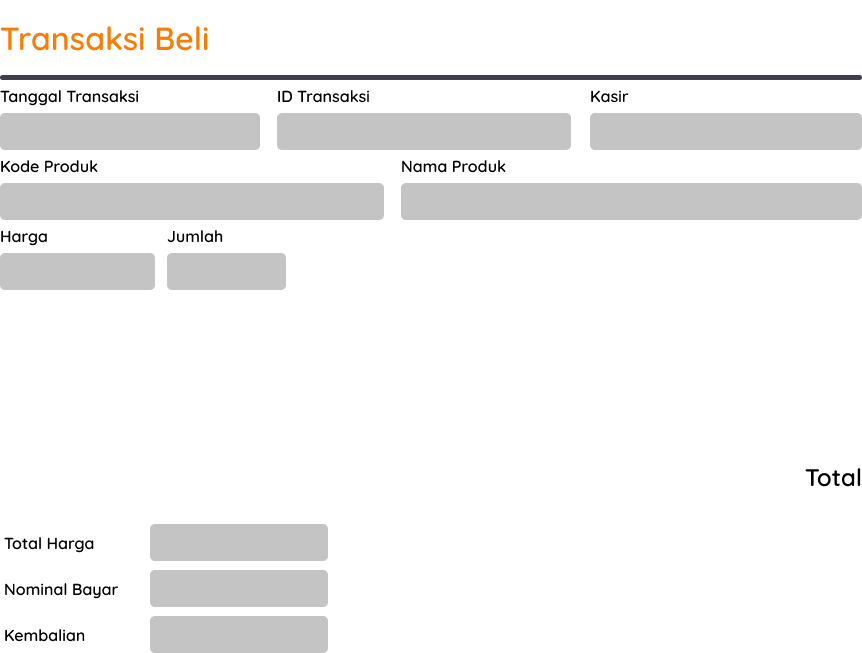 Transaksi Beli
Tanggal Transaksi ID Transaksi Kasir
Kode Produk Nama Produk
Harga Jumlah
Total
Total Harga
Nominal Bayar
Kembalian